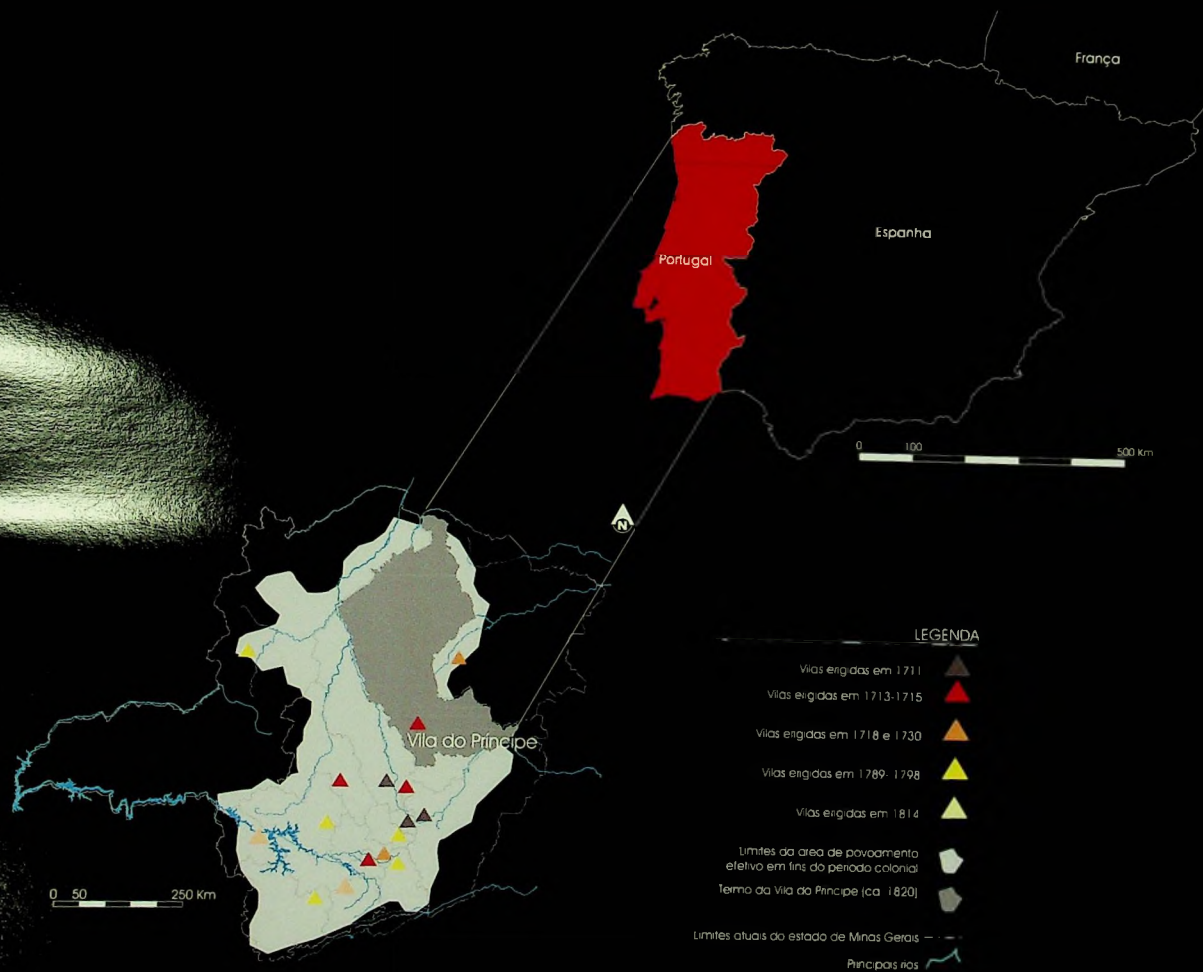 França
Espanha
Portugal
0 100 500 Km
N
Vila do Príncipe
0 50 250 Km
LEGENDA
Vilas erigidas em 1711
Vilas erigidas em 1713-1715
Vilas erigidas em 1718 e 1730
Vilas erigidas em 1789- 1798
Vilas erigidas em 1814
Limites da area de povoamento
efetivo em fins do período colonial
Termo da Vila do Príncipe (ca 1820)
Limites atuais do estado de Minas Gerais
Principais rios